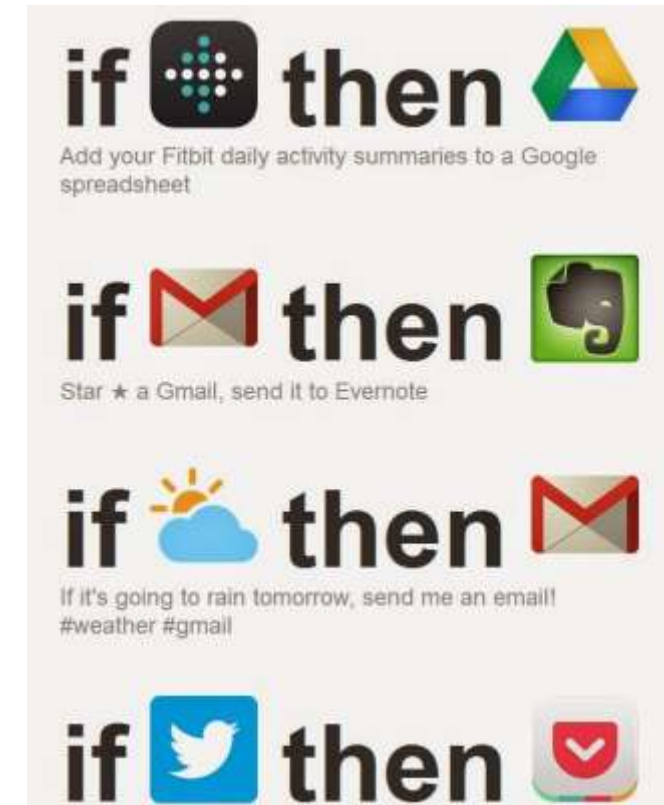 if then
Add your Fitbit daily activity summaries to a Google
spreadsheet
if then
Star ★ a Gmail, send it to Evernote
if then
If it's going to rain tomorrow, send me an email!
#weather #gmail
if then